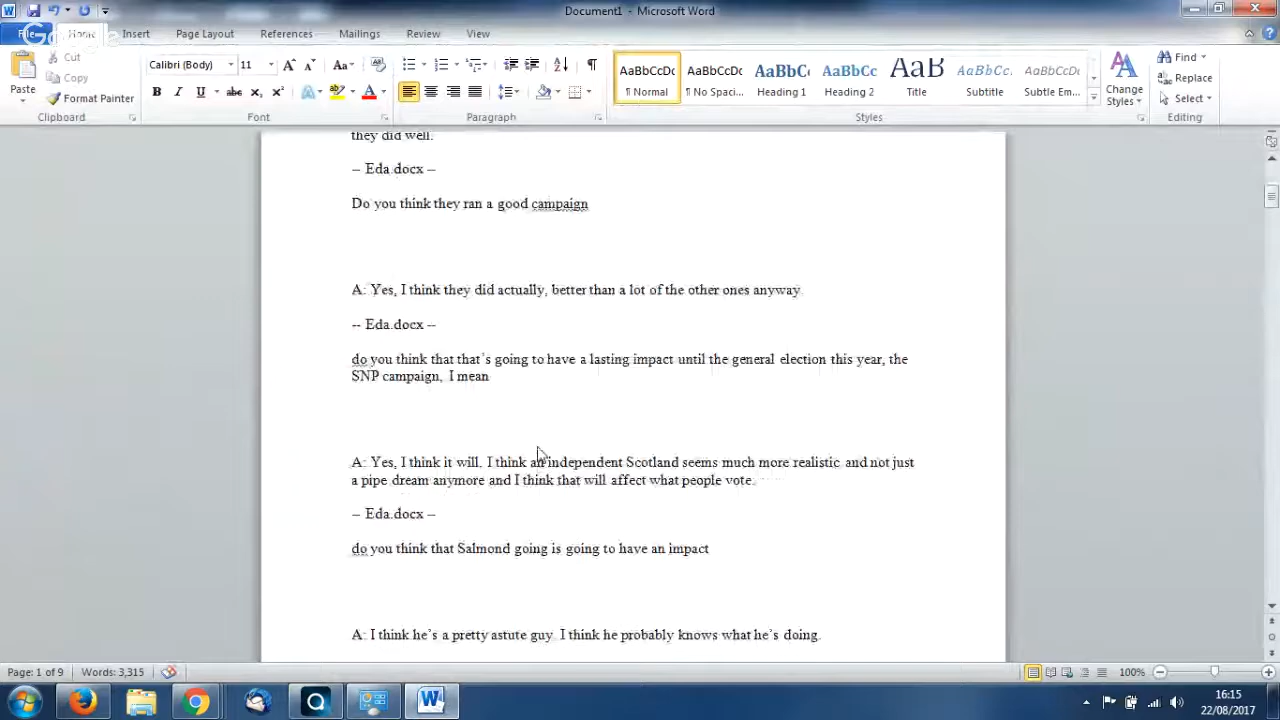 Document1 - Microsoft Word
Insert Page Layout References Mailings Review View
Cut
Copy
Format Painter
Paste
Clipboard
Calibri (Body) 11
Font
Paragraph
AaBbCcDc AaBbCcDc AaBbCc AaBbCc AaB AaBbCc. AaBbCcDc.
¶ Normal ¶ No Spaci... Heading 1 Heading 2 Title Subtitle Subtle Em...
Change Styles
Styles
Find
Replace
Select
Editing
they did well.
– Eda.docx –
Do you think they ran a good campaign
A: Yes, I think they did actually, better than a lot of the other ones anyway.
-- Eda.docx --
do you think that that's going to have a lasting impact until the general election this year, the
SNP campaign, I mean
A: Yes, I think it will. I think an independent Scotland seems much more realistic and not just
a pipe dream anymore and I think that will affect what people vote.
– Eda.docx –
do you think that Salmond going is going to have an impact
A: I think he's a pretty astute guy. I think he probably knows what he's doing.
Page: 1 of 9 Words: 3,315 100%
16:15
22/08/2017